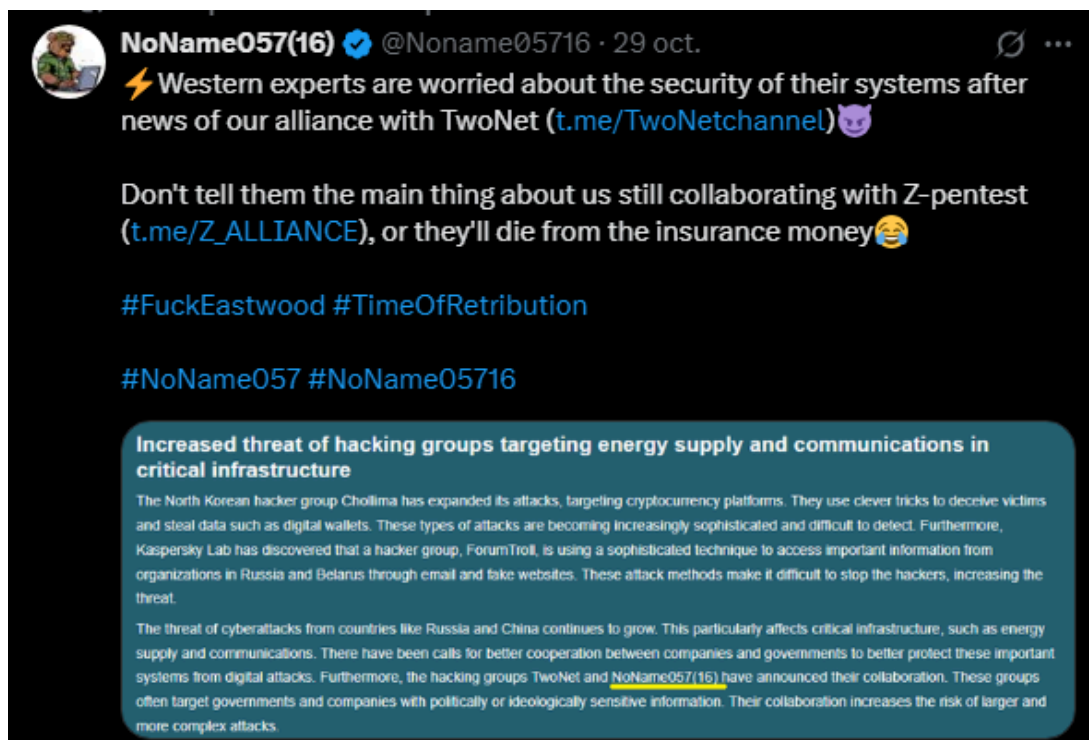 NoName057(16) @Noname05716 · 29 oct.
⚡Western experts are worried about the security of their systems after
news of our alliance with TwoNet (t.me/TwoNetchannel)😈
Don't tell them the main thing about us still collaborating with Z-pentest
(t.me/Z_ALLIANCE), or they'll die from the insurance money😂
#FuckEastwood #TimeOfRetribution
#NoName057 #NoName05716
Increased threat of hacking groups targeting energy supply and communications in
critical infrastructure
The North Korean hacker group Chollima has expanded its attacks, targeting cryptocurrency platforms. They use clever tricks to deceive victims
and steal data such as digital wallets. These types of attacks are becoming increasingly sophisticated and difficult to detect. Furthermore,
Kaspersky Lab has discovered that a hacker group, ForumTroll, is using a sophisticated technique to access important information from
organizations in Russia and Belarus through email and fake websites. These attack methods make it difficult to stop the hackers, increasing the
threat.
The threat of cyberattacks from countries like Russia and China continues to grow. This particularly affects critical infrastructure, such as energy
supply and communications. There have been calls for better cooperation between companies and governments to better protect these important
systems from digital attacks. Furthermore, the hacking groups TwoNet and NoName057(16) have announced their collaboration. These groups
often target governments and companies with politically or ideologically sensitive information. Their collaboration increases the risk of larger and
more complex attacks.